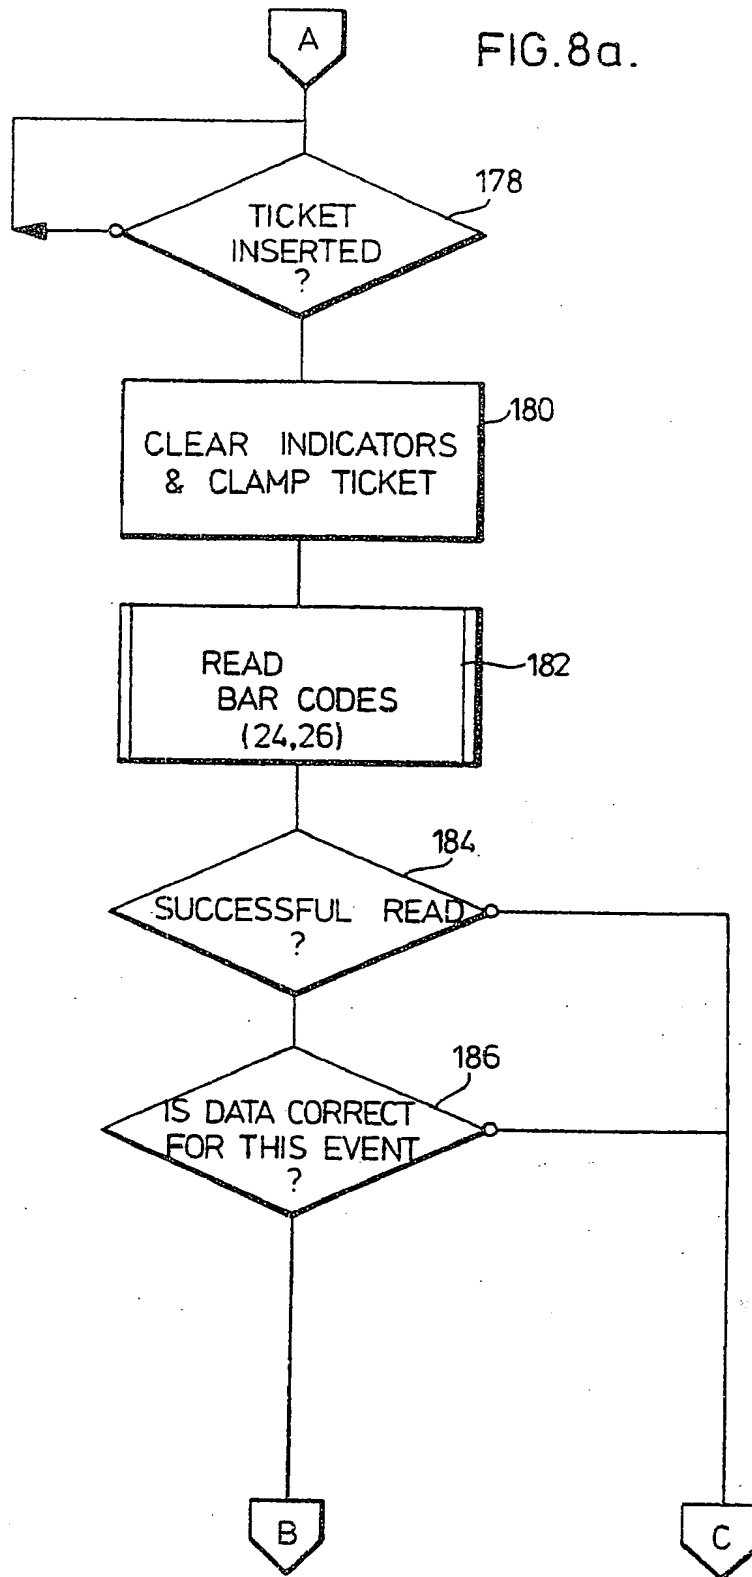 A
FIG.8a.
178
TICKET
INSERTED
?
180
CLEAR INDICATORS
& CLAMP TICKET
182
READ
BAR CODES
(24,26)
184
SUCCESSFUL READ
?
186
IS DATA CORRECT
FOR THIS EVENT
?
B
C